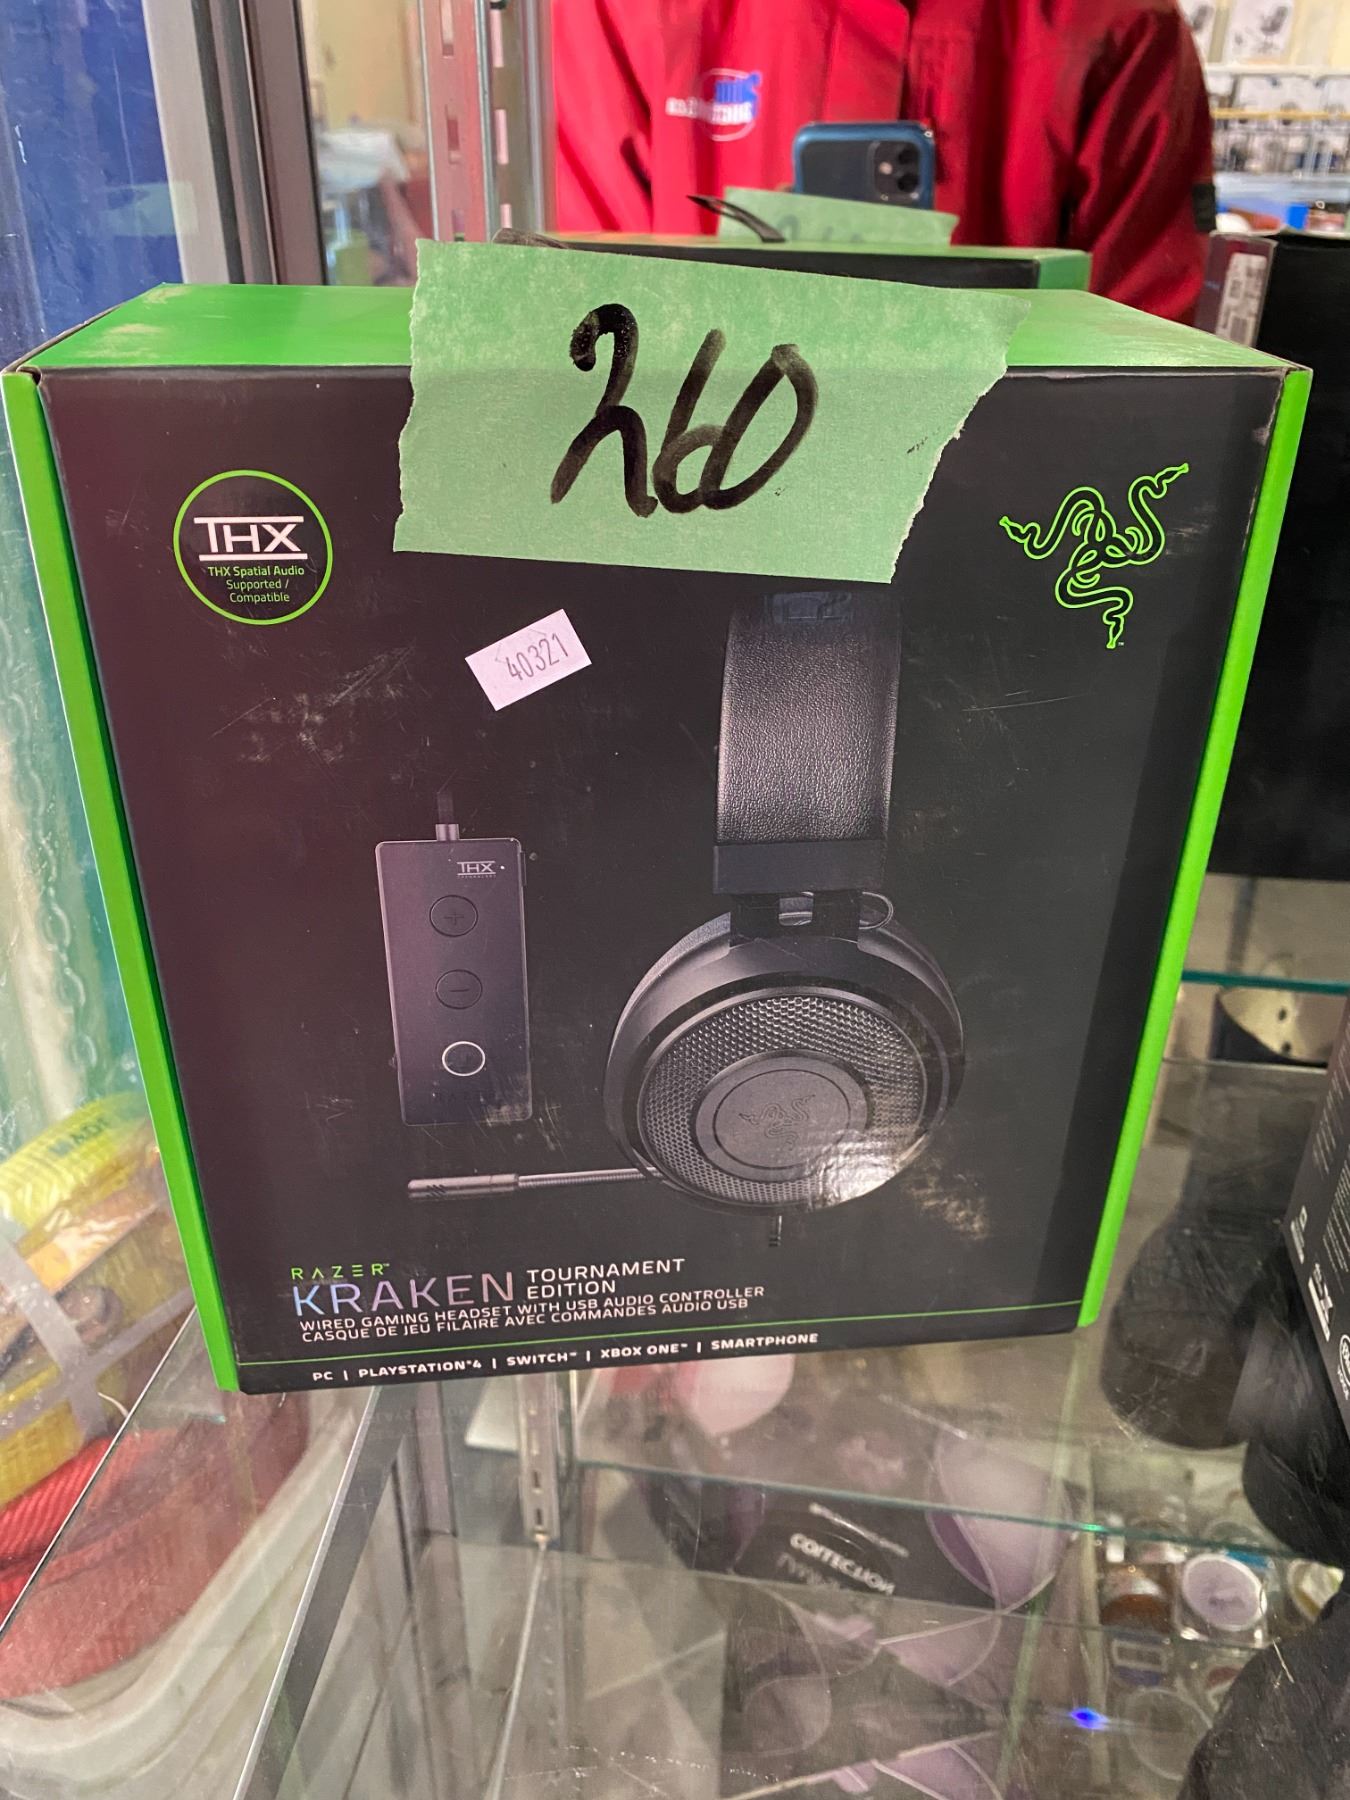 260
THX
THX Spatial Audio
Supported /
Compatible
40321
THX
RAZER
RAZER™
KRAKEN TOURNAMENT EDITION
WIRED GAMING HEADSET WITH USB AUDIO CONTROLLER
CASQUE DE JEU FILAIRE AVEC COMMANDES AUDIO USB
PC | PLAYSTATION®4 | SWITCH™ | XBOX ONE™ | SMARTPHONE